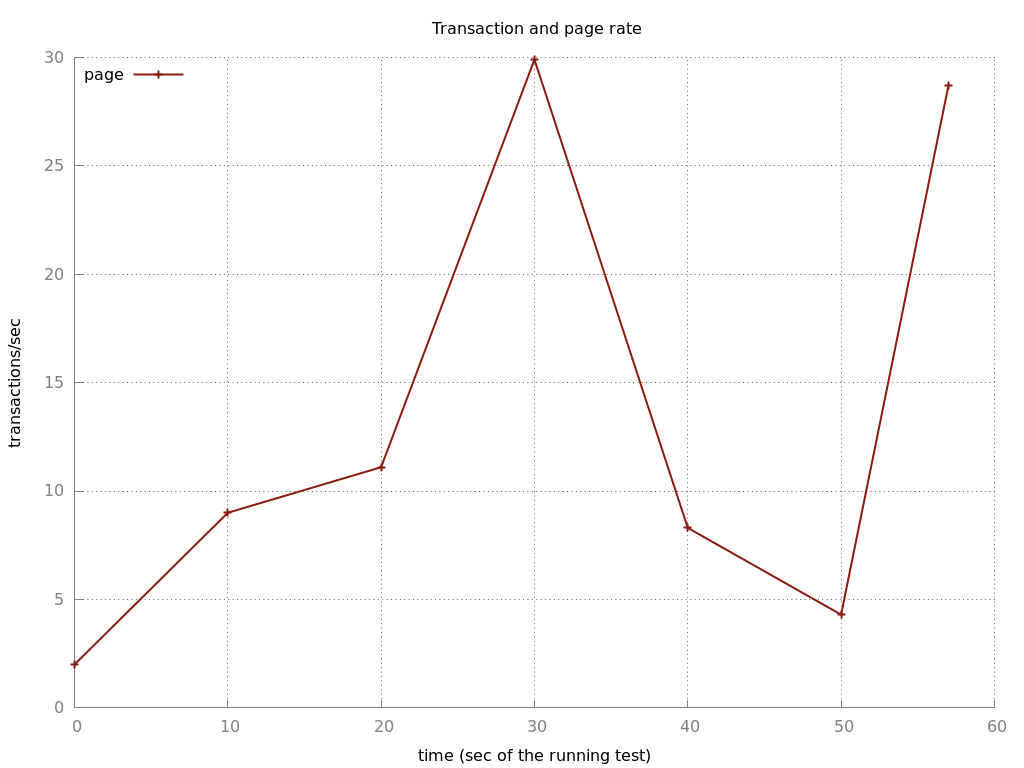 Transaction and page rate
page
30
25
20
15
10
5
0
transactions/sec
0 10 20 30 40 50 60
time (sec of the running test)